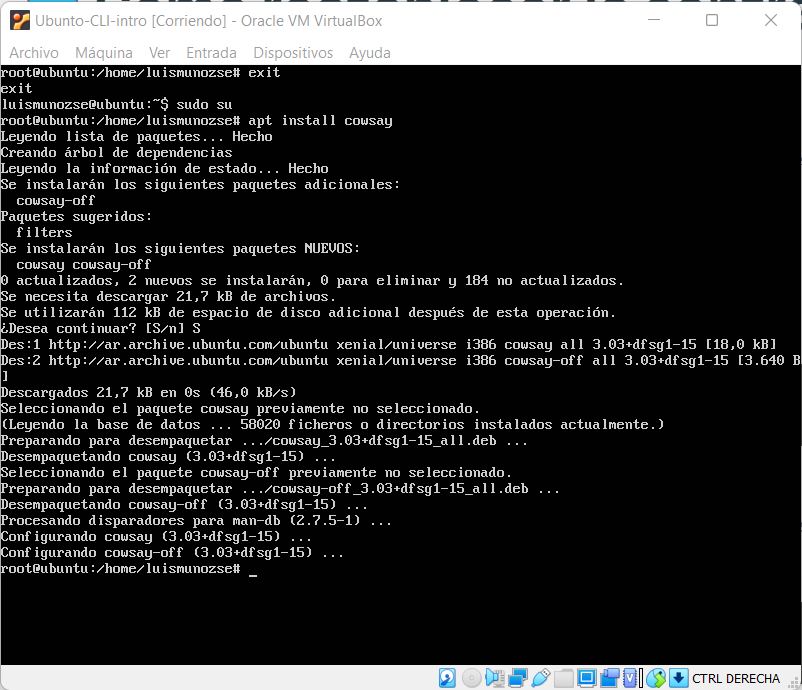 Ubunto-CLI-intro [Corriendo] - Oracle VM VirtualBox
Archivo Máquina Ver Entrada Dispositivos Ayuda
root@ubuntu:/home/luismunozse# exit
exit
luismunozse@ubuntu:~$ sudo su
root@ubuntu:/home/luismunozse# apt install cowsay
Leyendo lista de paquetes... Hecho
Creando árbol de dependencias
Leyendo la información de estado... Hecho
Se instalarán los siguientes paquetes adicionales:
  cowsay-off
Paquetes sugeridos:
  filters
Se instalarán los siguientes paquetes NUEVOS:
  cowsay cowsay-off
0 actualizados, 2 nuevos se instalarán, 0 para eliminar y 184 no actualizados.
Se necesita descargar 21,7 kB de archivos.
Se utilizarán 112 kB de espacio de disco adicional después de esta operación.
¿Desea continuar? [S/n] S
Des:1 http://ar.archive.ubuntu.com/ubuntu xenial/universe i386 cowsay all 3.03+dfsg1-15 [18,0 kB]
Des:2 http://ar.archive.ubuntu.com/ubuntu xenial/universe i386 cowsay-off all 3.03+dfsg1-15 [3.640 B
]
Descargados 21,7 kB en 0s (46,0 kB/s)
Seleccionando el paquete cowsay previamente no seleccionado.
(Leyendo la base de datos ... 58020 ficheros o directorios instalados actualmente.)
Preparando para desempaquetar .../cowsay_3.03+dfsg1-15_all.deb ...
Desempaquetando cowsay (3.03+dfsg1-15) ...
Seleccionando el paquete cowsay-off previamente no seleccionado.
Preparando para desempaquetar .../cowsay-off_3.03+dfsg1-15_all.deb ...
Desempaquetando cowsay-off (3.03+dfsg1-15) ...
Procesando disparadores para man-db (2.7.5-1) ...
Configurando cowsay (3.03+dfsg1-15) ...
Configurando cowsay-off (3.03+dfsg1-15) ...
root@ubuntu:/home/luismunozse# _
CTRL DERECHA